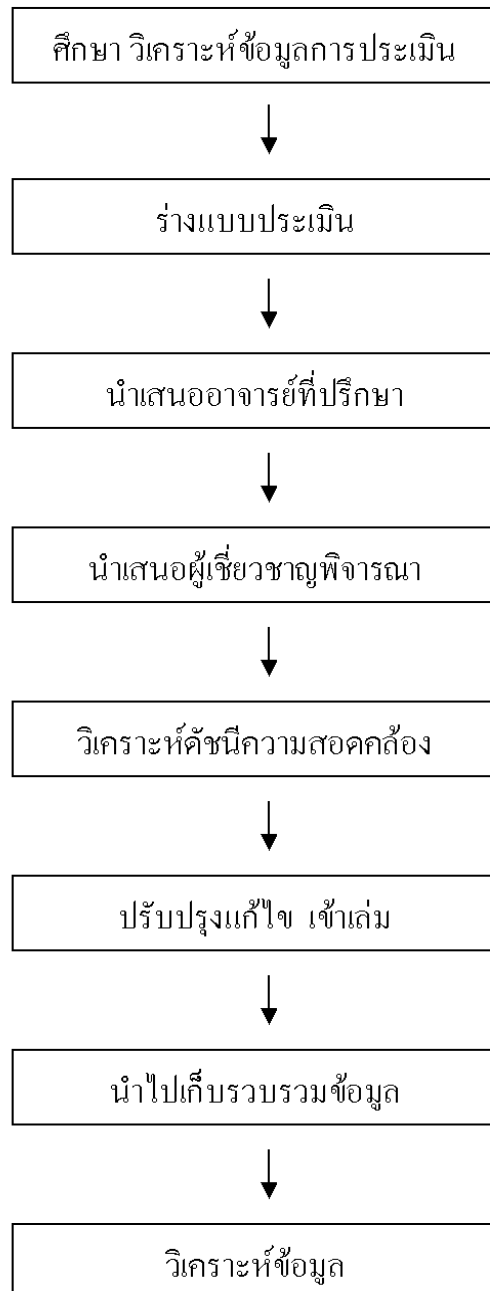 ศึกษา วิเคราะห์ข้อมูลการประเมิน
ร่างแบบประเมิน
นำเสนออาจารย์ที่ปรึกษา
นำเสนอผู้เชี่ยวชาญพิจารณา
วิเคราะห์ดัชนีความสอดคล้อง
ปรับปรุงแก้ไข เข้าเล่ม
นำไปเก็บรวบรวมข้อมูล
วิเคราะห์ข้อมูล